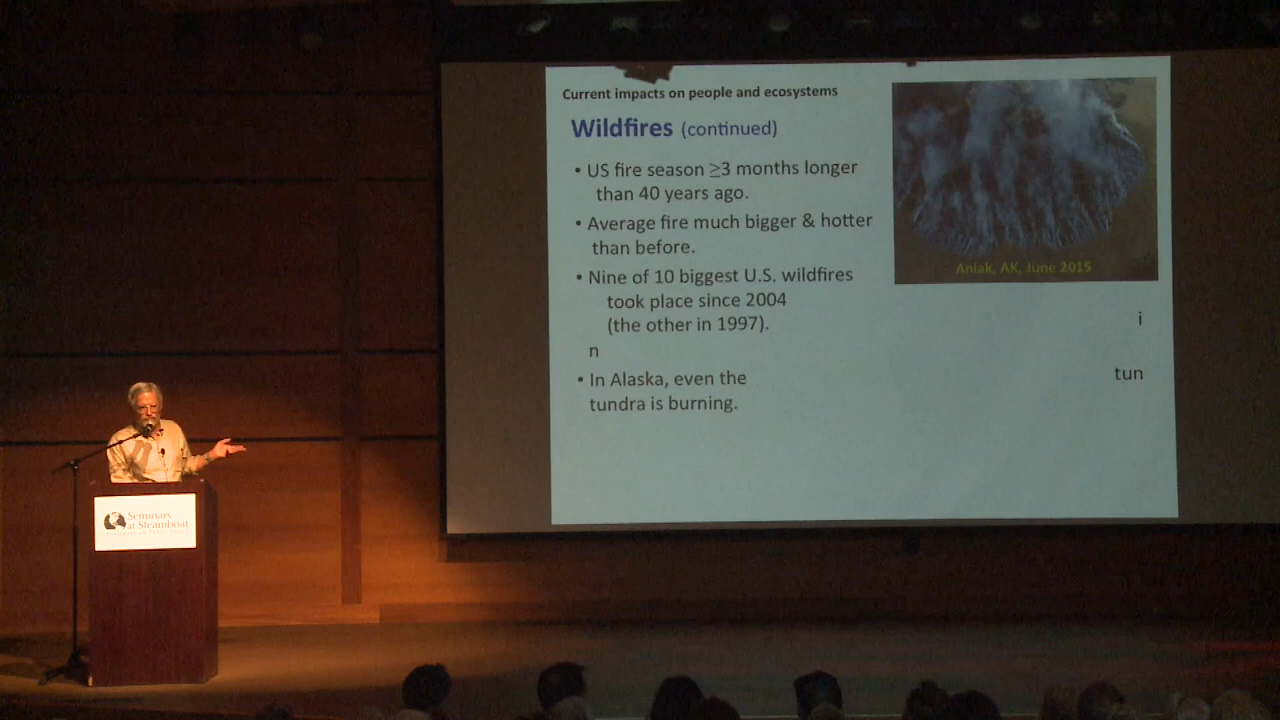 Current impacts on people and ecosystems
Wildfires (continued)
• US fire season ≥3 months longer
than 40 years ago.
• Average fire much bigger & hotter
than before.
• Nine of 10 biggest U.S. wildfires
took place since 2004
(the other in 1997).
n
• In Alaska, even the
tundra is burning.
Aniak, AK, June 2015
i
tun
Seminars
at Steamboat